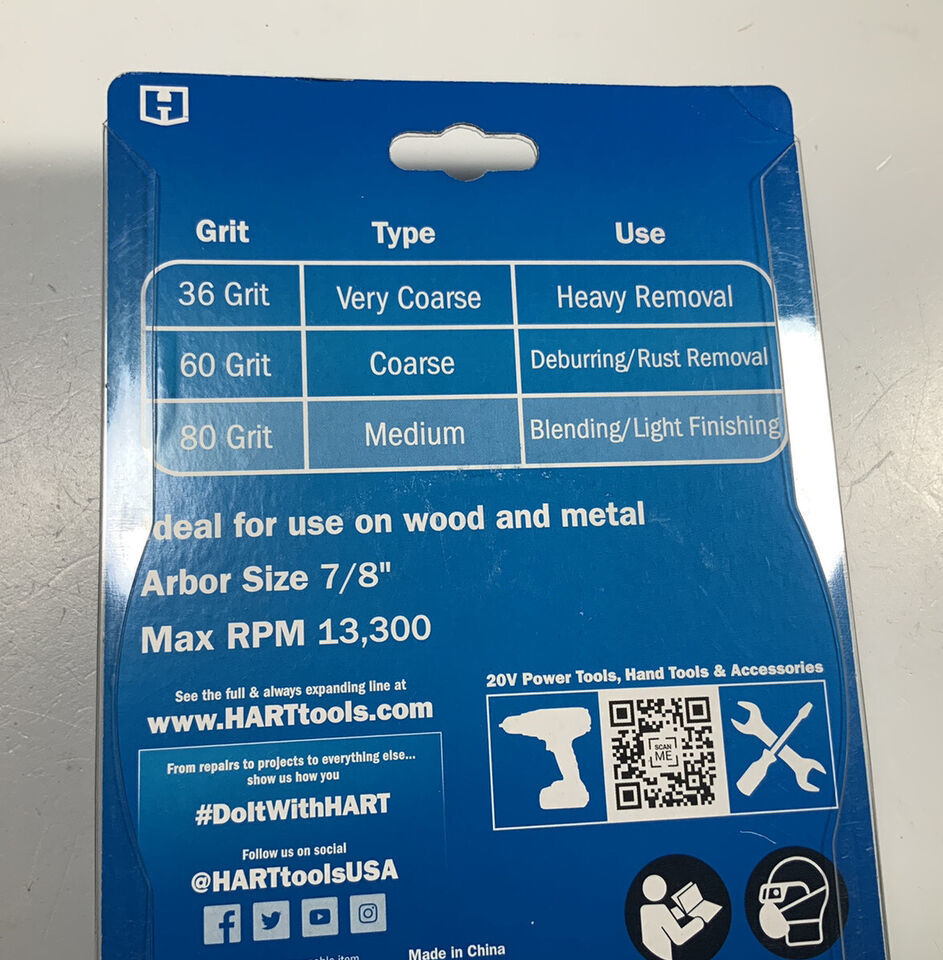 H
Grit Type Use
36 Grit Very Coarse Heavy Removal
60 Grit Coarse Deburring/Rust Removal
80 Grit Medium Blending/Light Finishing
deal for use on wood and metal
Arbor Size 7/8"
Max RPM 13,300
See the full & always expanding line at
www.HARTtools.com
From repairs to projects to everything else...
show us how you
#DoItWithHART
Follow us on social
@HARTtoolsUSA
20V Power Tools, Hand Tools & Accessories
SCAN
ME
item
Made in China